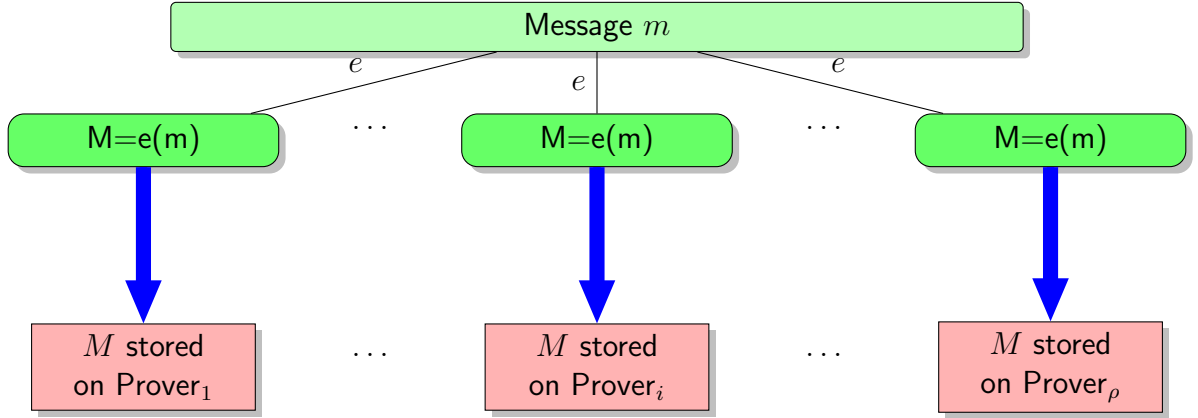 Message m
e e e
M=e(m) ... M=e(m) ... M=e(m)
M stored ... M stored ... M stored
on Prover₁ on Proverᵢ on Proverᵨ